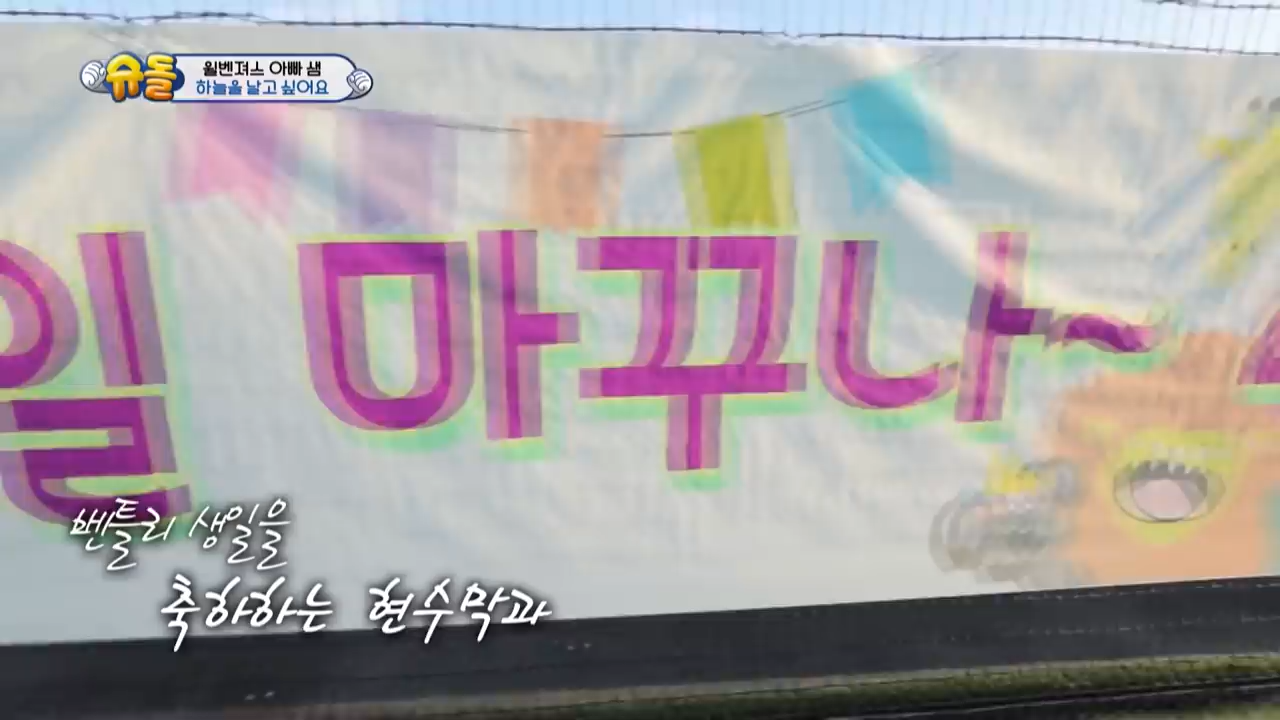 슈돌
윌벤져스 아빠 샘
하늘을 날고 싶어요
일 마꾸나~
벤틀리 생일을
축하하는 현수막과